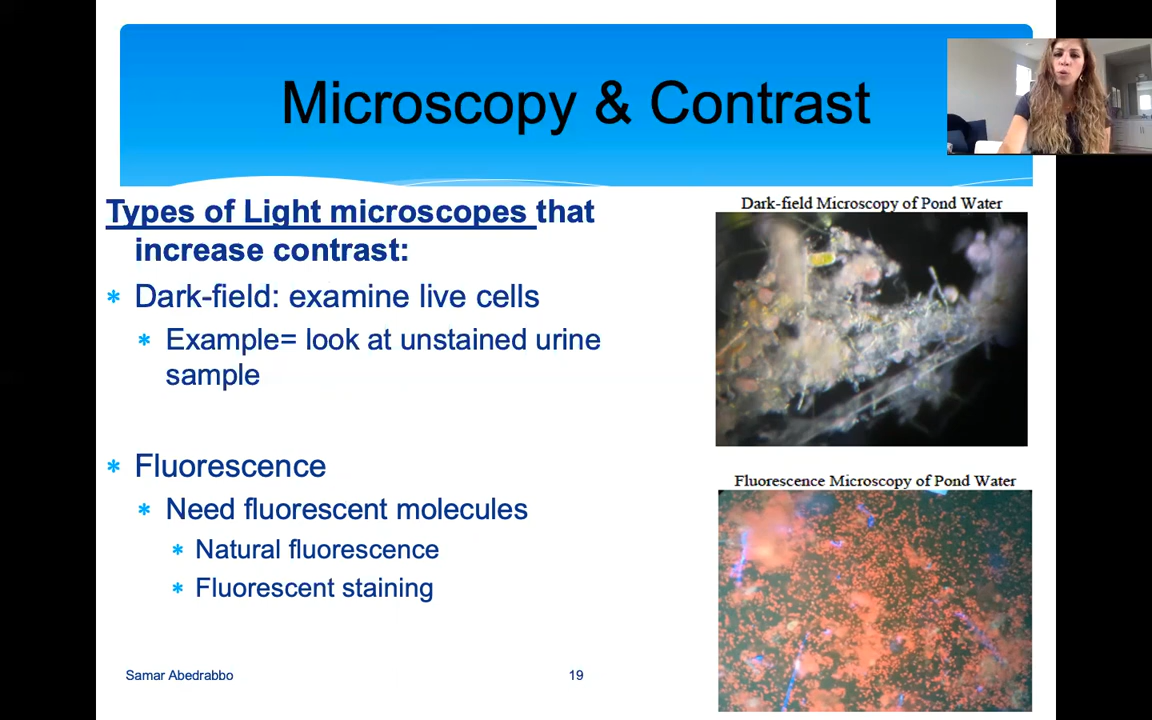 Microscopy & Contrast
Types of Light microscopes that
increase contrast:
* Dark-field: examine live cells
* Example= look at unstained urine
sample
* Fluorescence
* Need fluorescent molecules
* Natural fluorescence
* Fluorescent staining
Dark-field Microscopy of Pond Water
Fluorescence Microscopy of Pond Water
Samar Abedrabbo
19